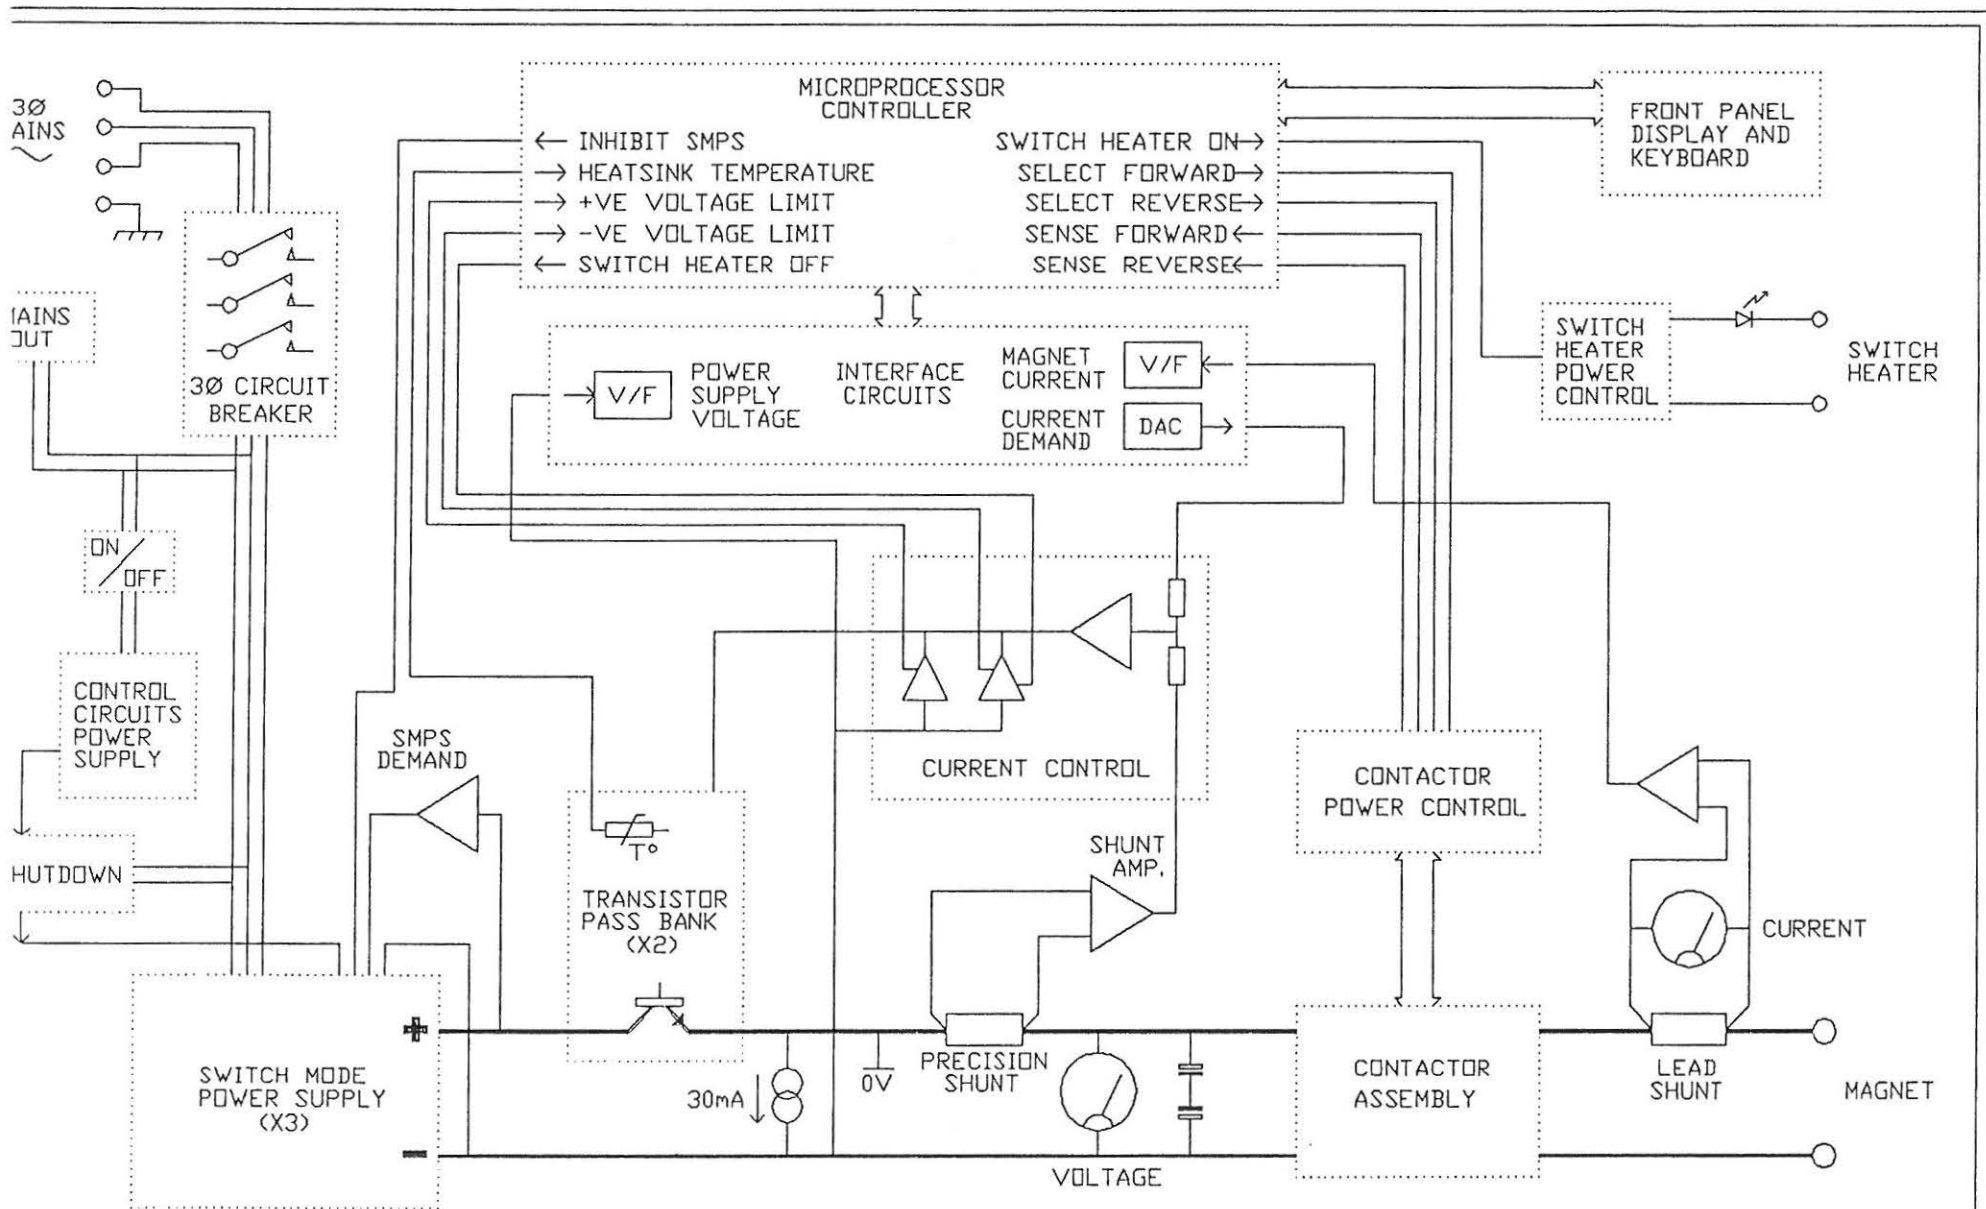 MICROPROCESSOR
CONTROLLER
INHIBIT SMPS
HEATSINK TEMPERATURE
+VE VOLTAGE LIMIT
-VE VOLTAGE LIMIT
SWITCH HEATER OFF
SWITCH HEATER ON
SELECT FORWARD
SELECT REVERSE
SENSE FORWARD
SENSE REVERSE
FRONT PANEL
DISPLAY AND
KEYBOARD
3Ø
AINS
AINS
OUT
3Ø CIRCUIT
BREAKER
V/F
POWER
SUPPLY
VOLTAGE
INTERFACE
CIRCUITS
MAGNET
CURRENT
V/F
CURRENT
DEMAND
DAC
SWITCH
HEATER
POWER
CONTROL
SWITCH
HEATER
ON
OFF
CONTROL
CIRCUITS
POWER
SUPPLY
HUTDOWN
SMPS
DEMAND
T°
TRANSISTOR
PASS BANK
(X2)
CURRENT CONTROL
SHUNT
AMP.
CONTACTOR
POWER CONTROL
CURRENT
SWITCH MODE
POWER SUPPLY
(X3)
+
-
30mA
0V
PRECISION
SHUNT
VOLTAGE
CONTACTOR
ASSEMBLY
LEAD
SHUNT
MAGNET